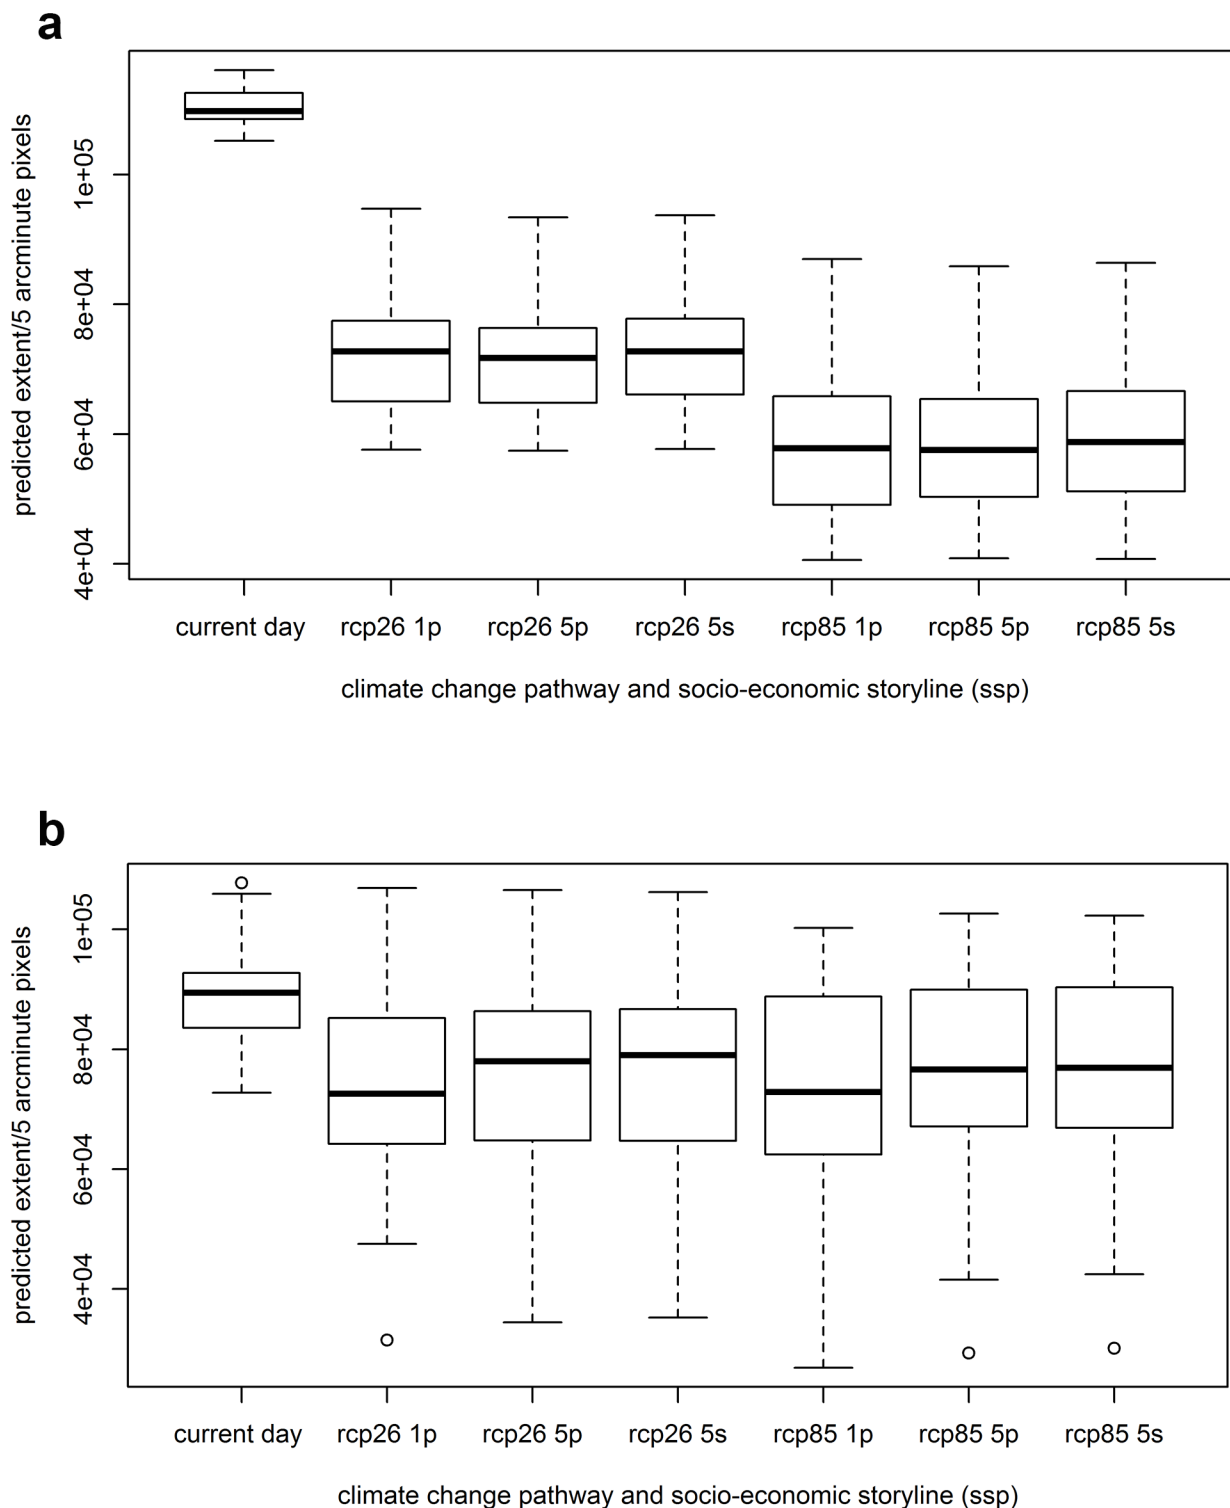 a
predicted extent/5 arcminute pixels
1e+05
8e+04
6e+04
4e+04
current day rcp26 1p rcp26 5p rcp26 5s rcp85 1p rcp85 5p rcp85 5s
climate change pathway and socio-economic storyline (ssp)
b
predicted extent/5 arcminute pixels
1e+05
8e+04
6e+04
4e+04
current day rcp26 1p rcp26 5p rcp26 5s rcp85 1p rcp85 5p rcp85 5s
climate change pathway and socio-economic storyline (ssp)